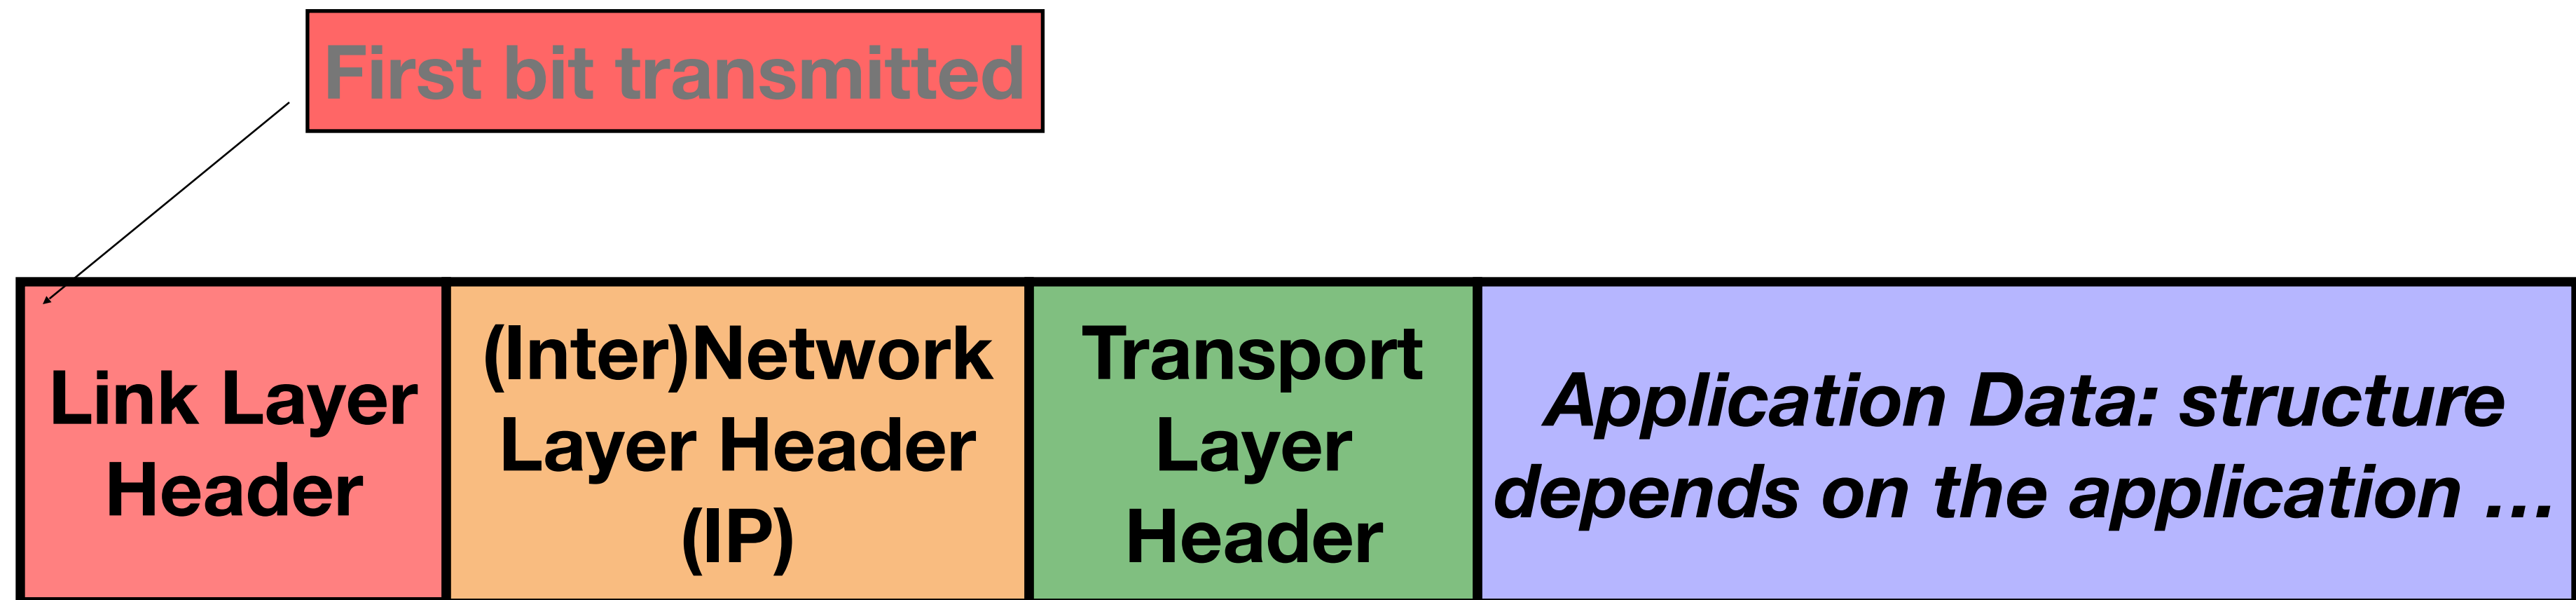 First bit transmitted
Link Layer
Header
(Inter)Network
Layer Header
(IP)
Transport
Layer
Header
Application Data: structure
depends on the application …